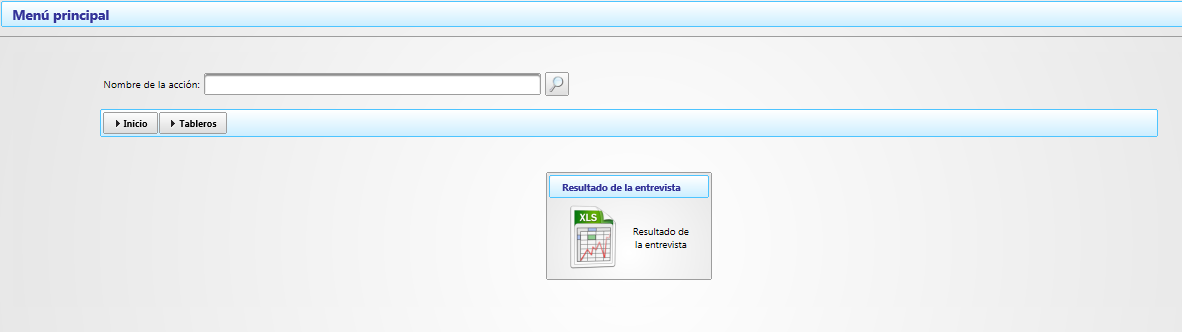 Menú principal
Nombre de la acción:
Inicio
Tableros
Resultado de la entrevista
XLS
Resultado de
la entrevista